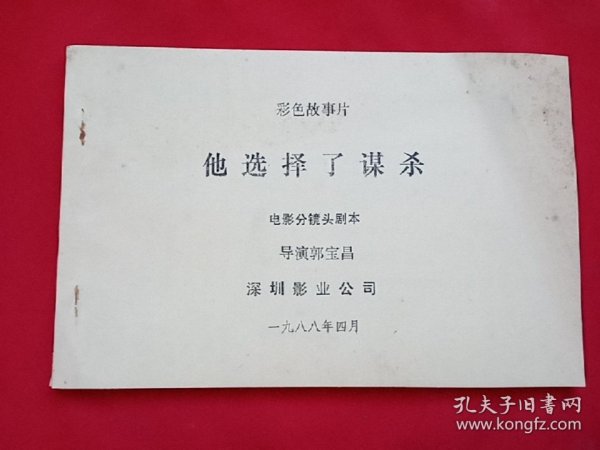 彩色故事片
他选择了谋杀
电影分镜头剧本
导演郭宝昌
深圳影业公司
一九八八年四月
孔夫子旧书网
www.kongfz.com